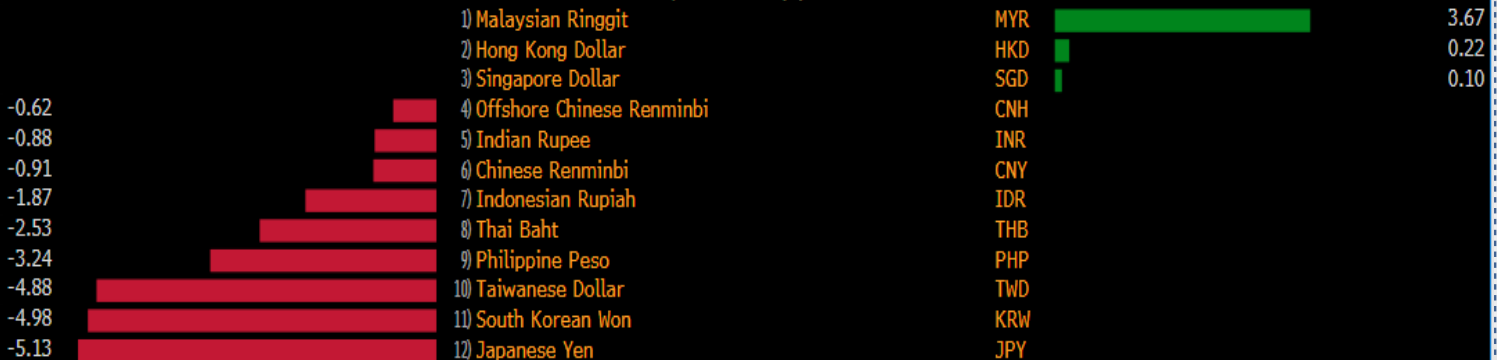 1) Malaysian Ringgit MYR 3.67
2) Hong Kong Dollar HKD 0.22
3) Singapore Dollar SGD 0.10
-0.62 4) Offshore Chinese Renminbi CNH
-0.88 5) Indian Rupee INR
-0.91 6) Chinese Renminbi CNY
-1.87 7) Indonesian Rupiah IDR
-2.53 8) Thai Baht THB
-3.24 9) Philippine Peso PHP
-4.88 10) Taiwanese Dollar TWD
-4.98 11) South Korean Won KRW
-5.13 12) Japanese Yen JPY